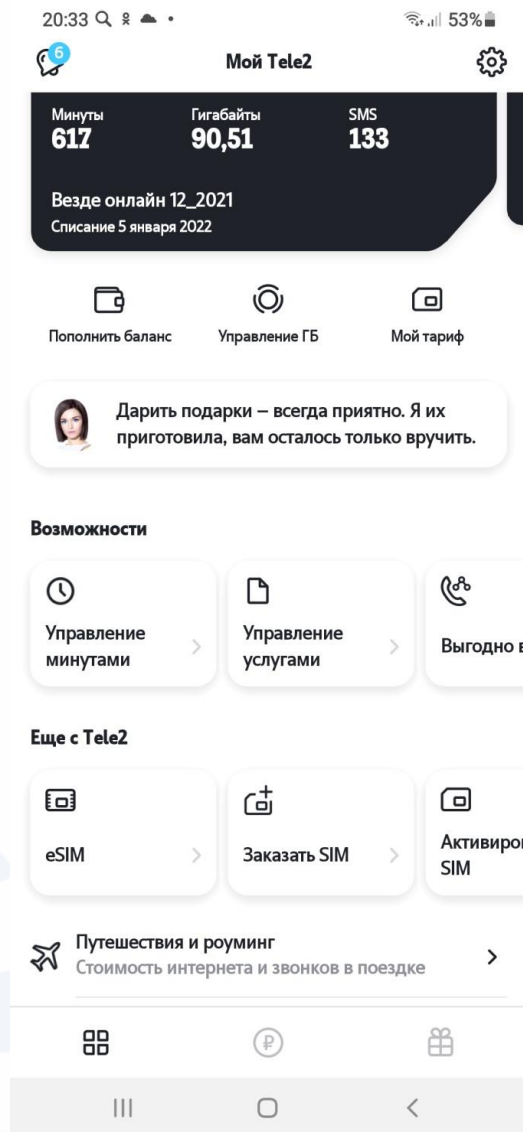 20:33 53%
6
Мой Tele2
Минуты Гигабайты SMS
617 90,51 133
Везде онлайн 12_2021
Списание 5 января 2022
Пополнить баланс Управление ГБ Мой тариф
Дарить подарки – всегда приятно. Я их
приготовила, вам осталось только вручить.
Возможности
Управление
минутами
Управление
услугами
Выгодно в
Еще с Tele2
eSIM
Заказать SIM
Активиро
SIM
Путешествия и роуминг
Стоимость интернета и звонков в поездке